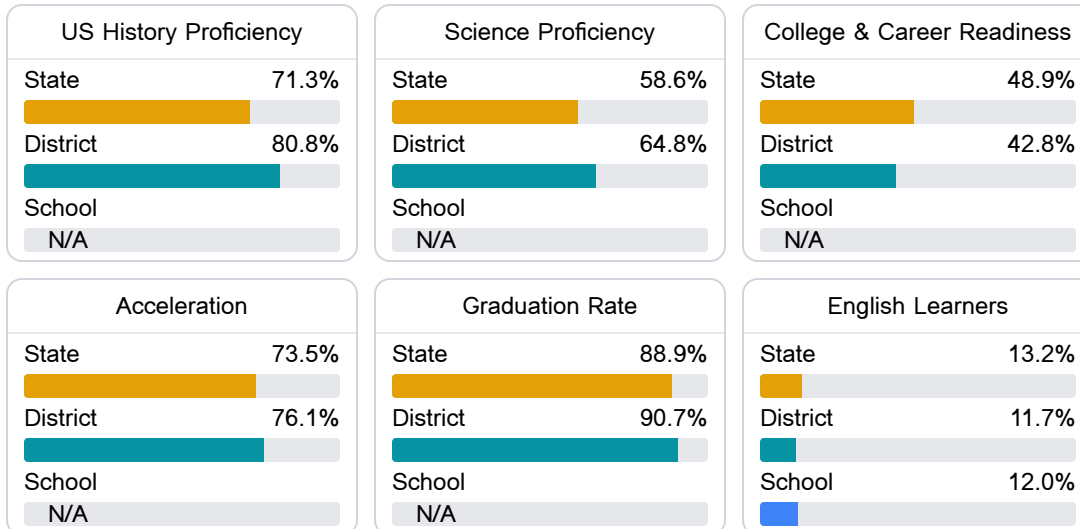 US History Proficiency
State 71.3%
District 80.8%
School
N/A
Science Proficiency
State 58.6%
District 64.8%
School
N/A
College & Career Readiness
State 48.9%
District 42.8%
School
N/A
Acceleration
State 73.5%
District 76.1%
School
N/A
Graduation Rate
State 88.9%
District 90.7%
School
N/A
English Learners
State 13.2%
District 11.7%
School 12.0%